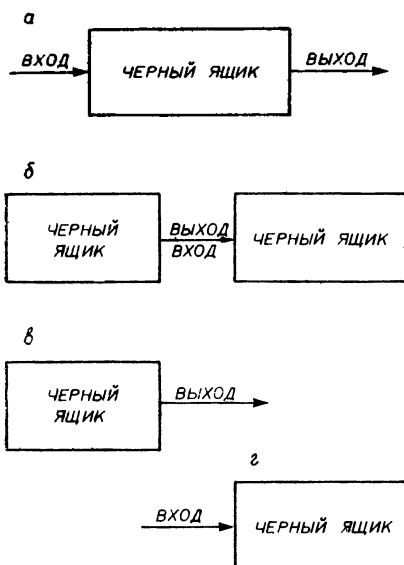 а
ВХОД
ЧЕРНЫЙ ЯЩИК
ВЫХОД
б
ЧЕРНЫЙ
ЯЩИК
ВЫХОД
ВХОД
ЧЕРНЫЙ ЯЩИК
в
ЧЕРНЫЙ
ЯЩИК
ВЫХОД
г
ВХОД
ЧЕРНЫЙ ЯЩИК